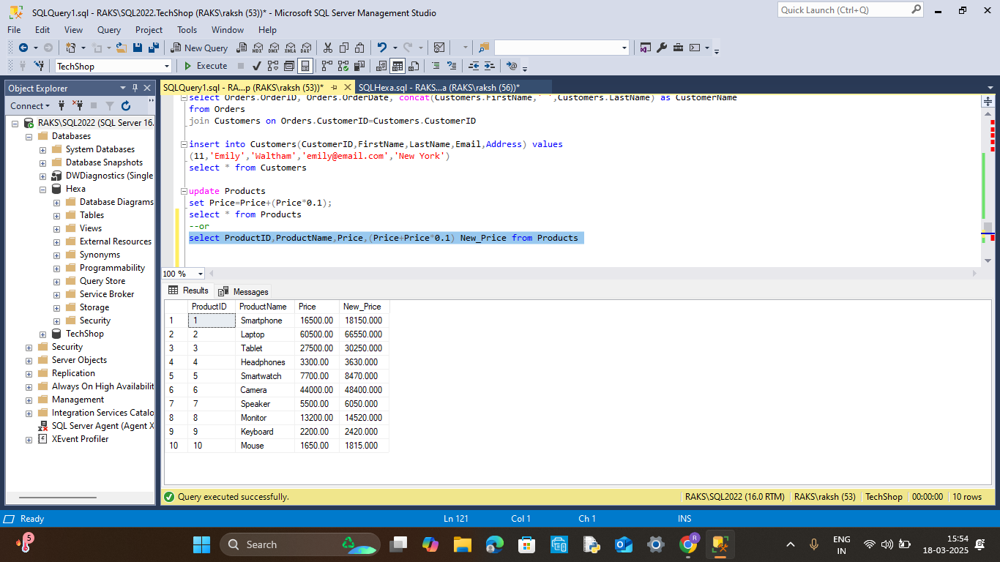 SQLQuery1.sql - RAKS\SQL2022.TechShop (RAKS\raksh (53))* - Microsoft SQL Server Management Studio
Quick Launch (Ctrl+Q)
File Edit View Query Project Tools Window Help
New Query MDX DMX XMLA DAX
TechShop Execute
Object Explorer
SQLQuery1.sql - RA...p (RAKS\raksh (53))* SQLHexa.sql - RAKS...a (RAKS\raksh (56))*
Connect
RAKS\SQL2022 (SQL Server 16.
Databases
System Databases
Database Snapshots
DWDiagnostics (Single
Hexa
Database Diagrams
Tables
Views
External Resources
Synonyms
Programmability
Query Store
Service Broker
Storage
Security
TechShop
Security
Server Objects
Replication
Always On High Availabilit
Management
Integration Services Catalo
SQL Server Agent (Agent X
XEvent Profiler
select Orders.OrderID, Orders.OrderDate, concat(Customers.FirstName,' ',Customers.LastName) as CustomerName
from Orders
join Customers on Orders.CustomerID=Customers.CustomerID
insert into Customers(CustomerID,FirstName,LastName,Email,Address) values
(11,'Emily','Waltham','emily@email.com','New York')
select * from Customers
update Products
set Price=Price+(Price*0.1);
select * from Products
--or
select ProductID,ProductName,Price,(Price+Price*0.1) New_Price from Products
100 %
Results Messages
ProductID ProductName Price New_Price
1 1 Smartphone 16500.00 18150.000
2 2 Laptop 60500.00 66550.000
3 3 Tablet 27500.00 30250.000
4 4 Headphones 3300.00 3630.000
5 5 Smartwatch 7700.00 8470.000
6 6 Camera 44000.00 48400.000
7 7 Speaker 5500.00 6050.000
8 8 Monitor 13200.00 14520.000
9 9 Keyboard 2200.00 2420.000
10 10 Mouse 1650.00 1815.000
Query executed successfully. RAKS\SQL2022 (16.0 RTM) RAKS\raksh (53) TechShop 00:00:00 10 rows
Ready Ln 121 Col 1 Ch 1 INS
5
Search
R
ENG
IN
15:54
18-03-2025